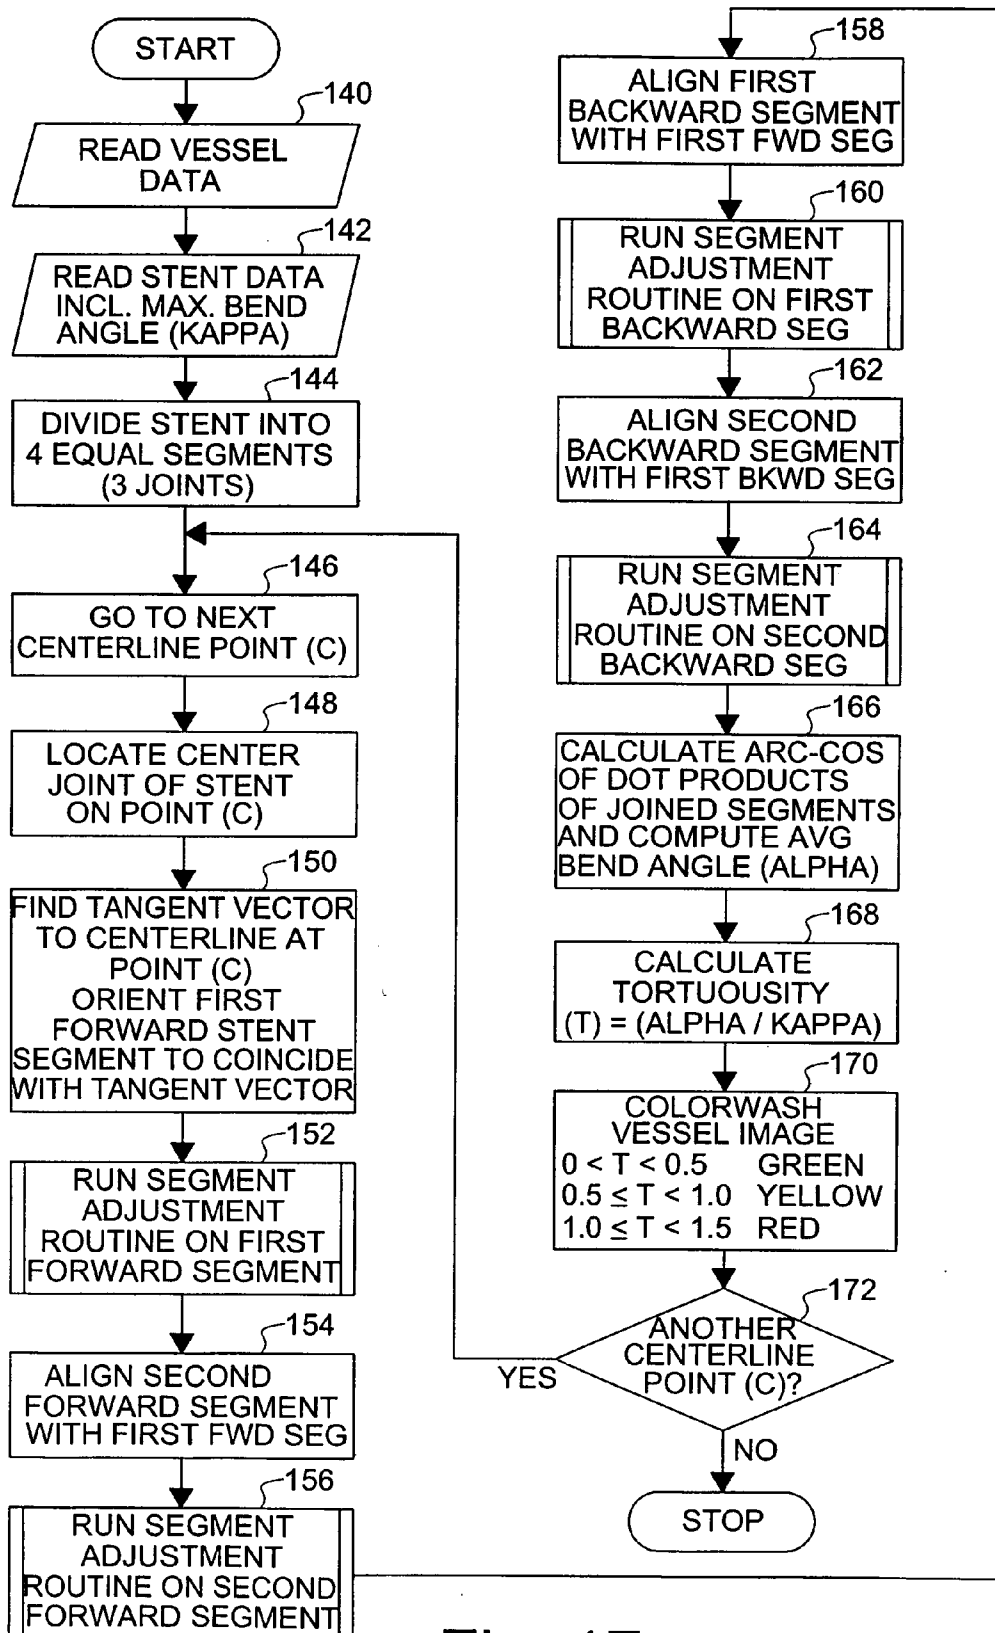 START
140
READ VESSEL
DATA
142
READ STENT DATA
INCL. MAX. BEND
ANGLE (KAPPA)
144
DIVIDE STENT INTO
4 EQUAL SEGMENTS
(3 JOINTS)
146
GO TO NEXT
CENTERLINE POINT (C)
148
LOCATE CENTER
JOINT OF STENT
ON POINT (C)
150
FIND TANGENT VECTOR
TO CENTERLINE AT
POINT (C)
ORIENT FIRST
FORWARD STENT
SEGMENT TO COINCIDE
WITH TANGENT VECTOR
152
RUN SEGMENT
ADJUSTMENT
ROUTINE ON FIRST
FORWARD SEGMENT
154
ALIGN SECOND
FORWARD SEGMENT
WITH FIRST FWD SEG
156
RUN SEGMENT
ADJUSTMENT
ROUTINE ON SECOND
FORWARD SEGMENT
158
ALIGN FIRST
BACKWARD SEGMENT
WITH FIRST FWD SEG
160
RUN SEGMENT
ADJUSTMENT
ROUTINE ON FIRST
BACKWARD SEG
162
ALIGN SECOND
BACKWARD SEGMENT
WITH FIRST BKWD SEG
164
RUN SEGMENT
ADJUSTMENT
ROUTINE ON SECOND
BACKWARD SEG
166
CALCULATE ARC-COS
OF DOT PRODUCTS
OF JOINED SEGMENTS
AND COMPUTE AVG
BEND ANGLE (ALPHA)
168
CALCULATE
TORTUOUSITY
(T) = (ALPHA / KAPPA)
170
COLORWASH
VESSEL IMAGE
0 < T < 0.5 GREEN
0.5 ≤ T < 1.0 YELLOW
1.0 ≤ T < 1.5 RED
172
ANOTHER
CENTERLINE
POINT (C)?
YES
NO
STOP